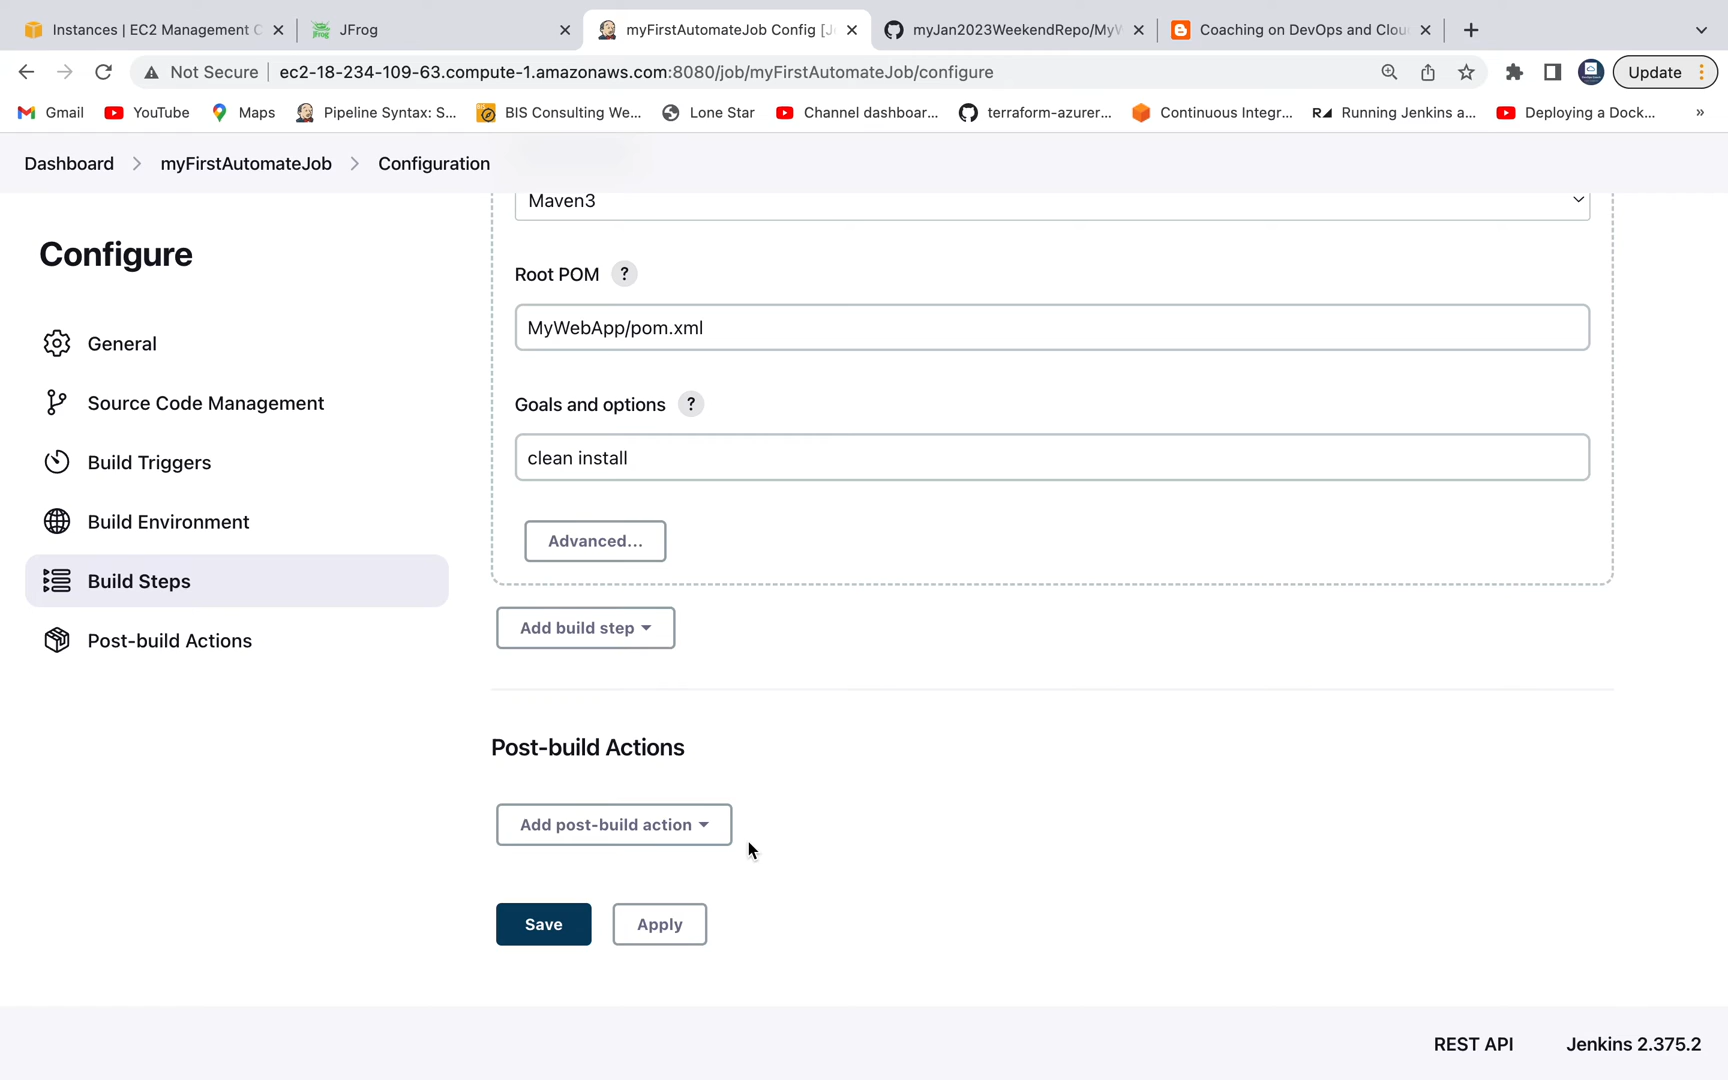 Instances | EC2 Management C
JFrog
myFirstAutomateJob Config [J
myJan2023WeekendRepo/MyW
Coaching on DevOps and Clou
Not Secure
ec2-18-234-109-63.compute-1.amazonaws.com:8080/job/myFirstAutomateJob/configure
Update
Gmail
YouTube
Maps
Pipeline Syntax: S...
BIS Consulting We...
Lone Star
Channel dashboar...
terraform-azurer...
Continuous Integr...
Running Jenkins a...
Deploying a Dock...
»
Dashboard
myFirstAutomateJob
Configuration
Maven3
Configure
Root POM ?
MyWebApp/pom.xml
General
Source Code Management
Goals and options ?
clean install
Build Triggers
Build Environment
Advanced...
Build Steps
Add build step
Post-build Actions
Post-build Actions
Add post-build action
Save
Apply
REST API
Jenkins 2.375.2